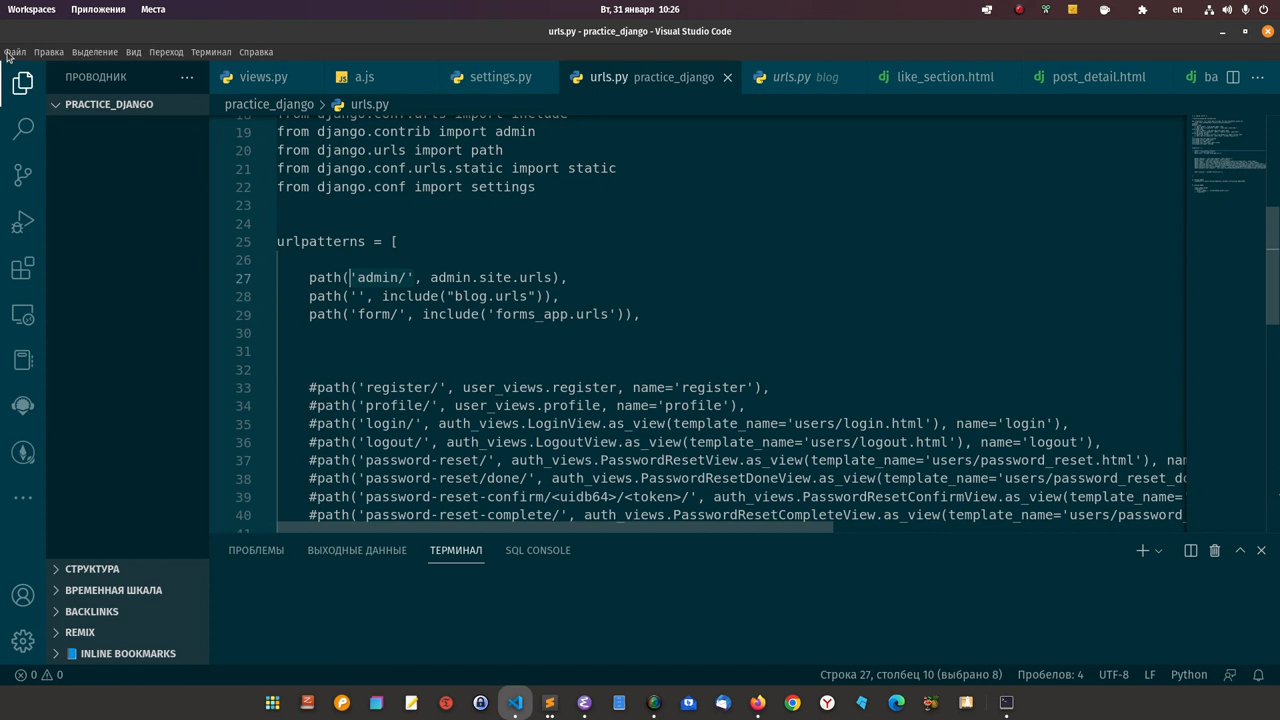 Workspaces Приложения Места Вт, 31 января 10:26 en
urls.py - practice_django - Visual Studio Code
Файл Правка Выделение Вид Переход Терминал Справка
ПРОВОДНИК
views.py a.js settings.py urls.py practice_django urls.py blog like_section.html post_detail.html ba
PRACTICE_DJANGO
practice_django > urls.py
19 from django.contrib import admin
20 from django.urls import path
21 from django.conf.urls.static import static
22 from django.conf import settings
23
24
25 urlpatterns = [
26
27 path('admin/', admin.site.urls),
28 path('', include("blog.urls")),
29 path('form/', include('forms_app.urls')),
30
31
32
33 #path('register/', user_views.register, name='register'),
34 #path('profile/', user_views.profile, name='profile'),
35 #path('login/', auth_views.LoginView.as_view(template_name='users/login.html'), name='login'),
36 #path('logout/', auth_views.LogoutView.as_view(template_name='users/logout.html'), name='logout'),
37 #path('password-reset/', auth_views.PasswordResetView.as_view(template_name='users/password_reset.html'), na
38 #path('password-reset/done/', auth_views.PasswordResetDoneView.as_view(template_name='users/password_reset_do
39 #path('password-reset-confirm/<uidb64>/<token>/', auth_views.PasswordResetConfirmView.as_view(template_name='
40 #path('password-reset-complete/', auth_views.PasswordResetCompleteView.as_view(template_name='users/password_
ПРОБЛЕМЫ ВЫХОДНЫЕ ДАННЫЕ ТЕРМИНАЛ SQL CONSOLE
СТРУКТУРА
ВРЕМЕННАЯ ШКАЛА
BACKLINKS
REMIX
INLINE BOOKMARKS
0 0 Строка 27, столбец 10 (выбрано 8) Пробелов: 4 UTF-8 LF Python